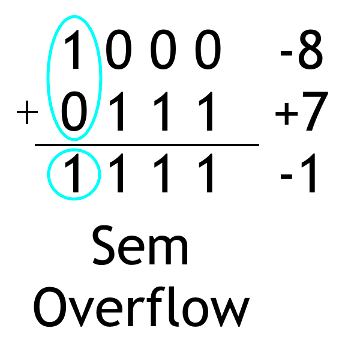 1 0 0 0 -8
+ 0 1 1 1 +7
1 1 1 1 -1
Sem
Overflow